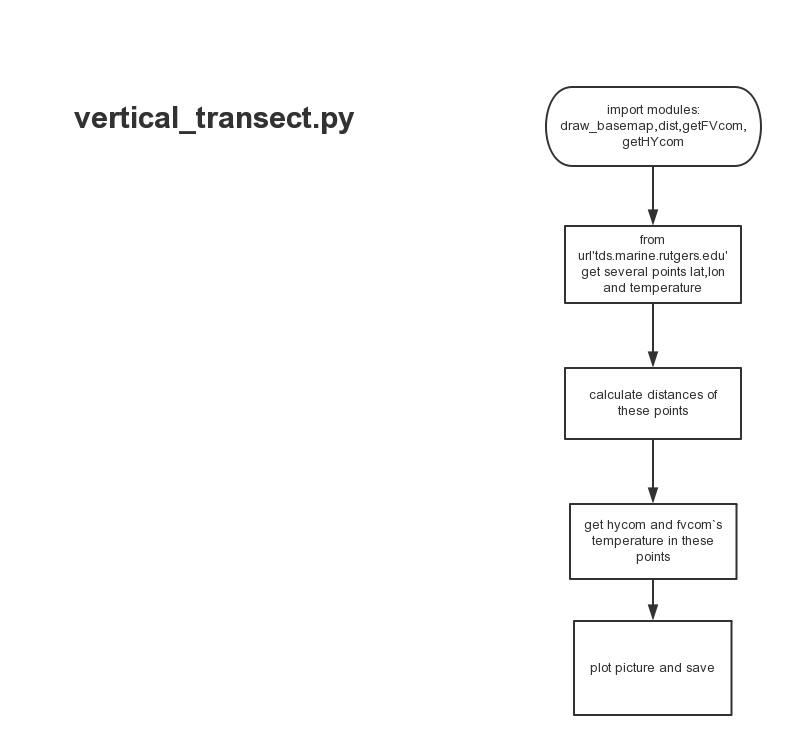 vertical_transect.py
import modules:
draw_basemap,dist,getFVcom,
getHYcom
from
url'tds.marine.rutgers.edu'
get several points lat,lon
and temperature
calculate distances of
these points
get hycom and fvcom`s
temperature in these
points
plot picture and save